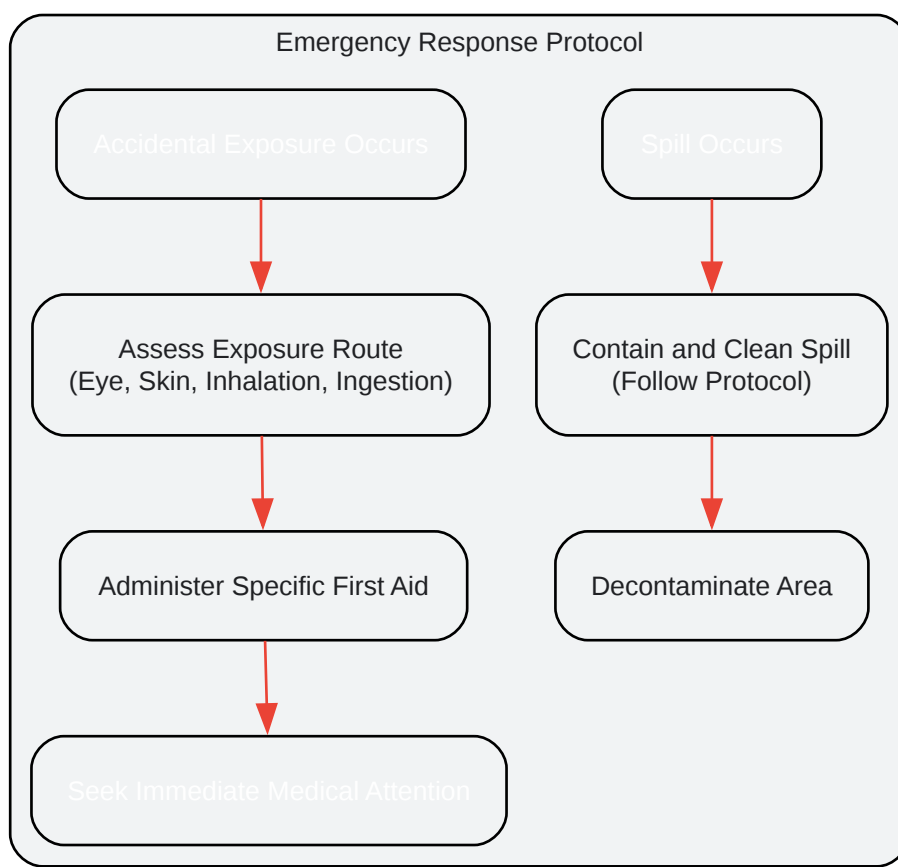 Emergency Response Protocol
Accidental Exposure Occurs
Spill Occurs
Assess Exposure Route
(Eye, Skin, Inhalation, Ingestion)
Contain and Clean Spill
(Follow Protocol)
Administer Specific First Aid
Decontaminate Area
Seek Immediate Medical Attention